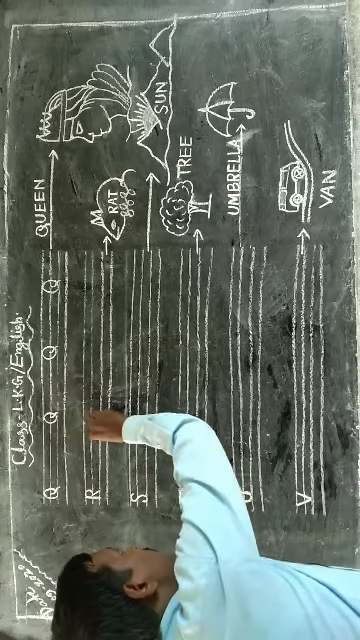 Class:-L.K.G/English.
Q Q Q Q QUEEN
R RAT
S SUN
TREE
U UMBRELLA
V VAN